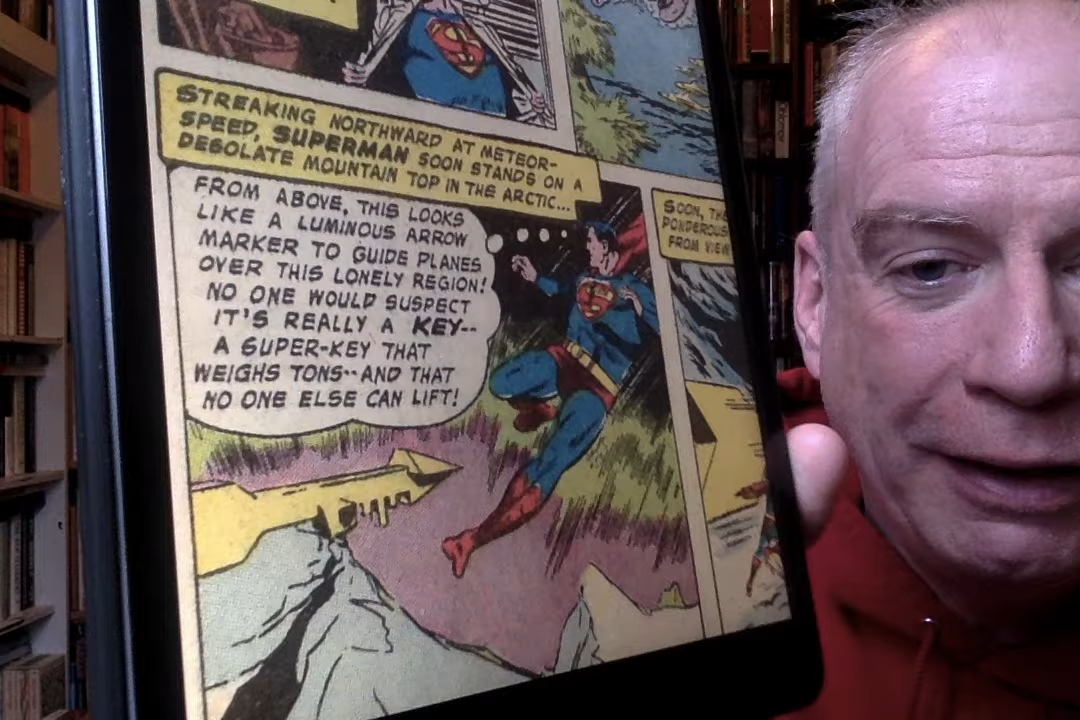 STREAKING NORTHWARD AT METEOR-
SPEED, SUPERMAN SOON STANDS ON A
DESOLATE MOUNTAIN TOP IN THE ARCTIC...
FROM ABOVE, THIS LOOKS
LIKE A LUMINOUS ARROW
MARKER TO GUIDE PLANES
OVER THIS LONELY REGION!
NO ONE WOULD SUSPECT
IT'S REALLY A KEY--
A SUPER-KEY THAT
WEIGHS TONS--AND THAT
NO ONE ELSE CAN LIFT!
SOON, THE
PONDEROUS
FROM VIEW